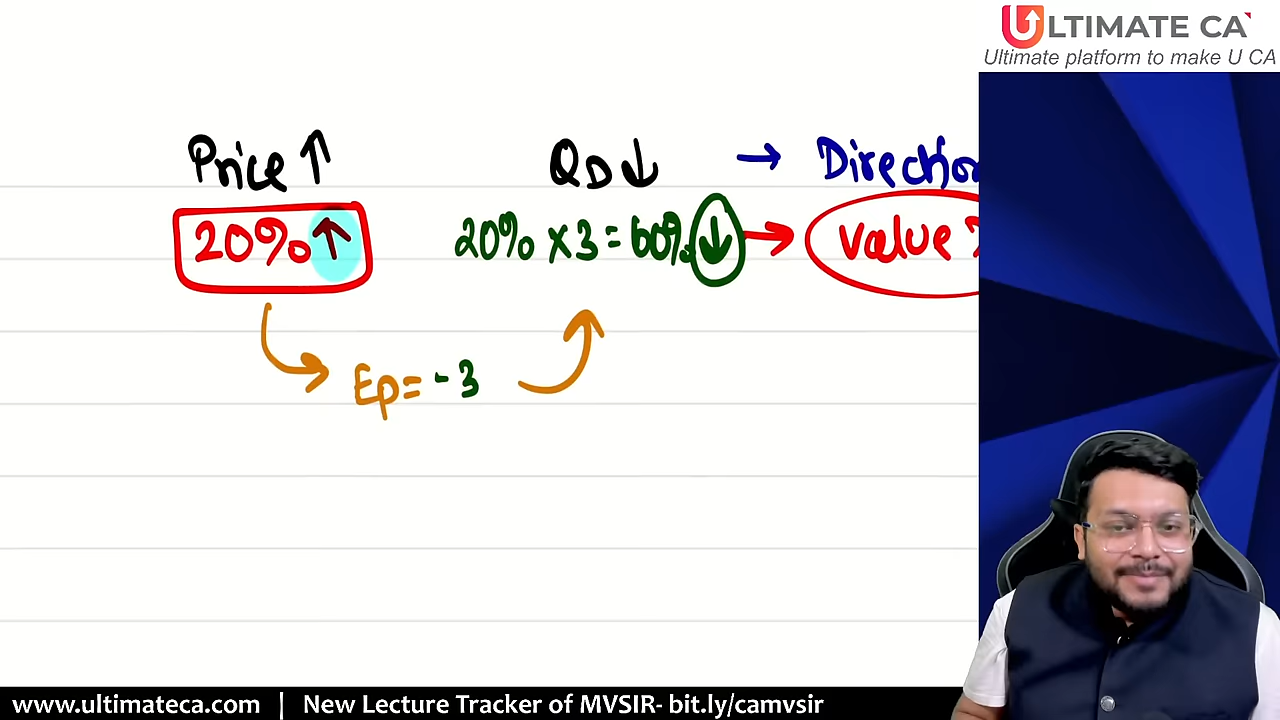 ULTIMATE CA
Ultimate platform to make U CA
Price ↑ QD↓ → Direction
20%↑ 20% x 3 = 60% ↓ → value
Ep = -3
www.ultimateca.com | New Lecture Tracker of MVSIR- bit.ly/camvsir